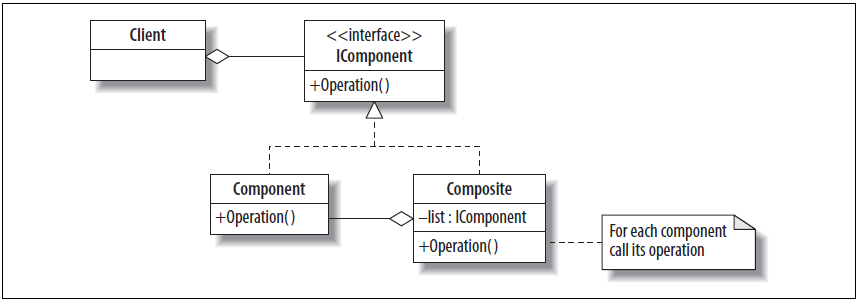 Client
<<interface>>
IComponent
+Operation()
Component
+Operation()
Composite
–list : IComponent
+Operation()
For each component
call its operation